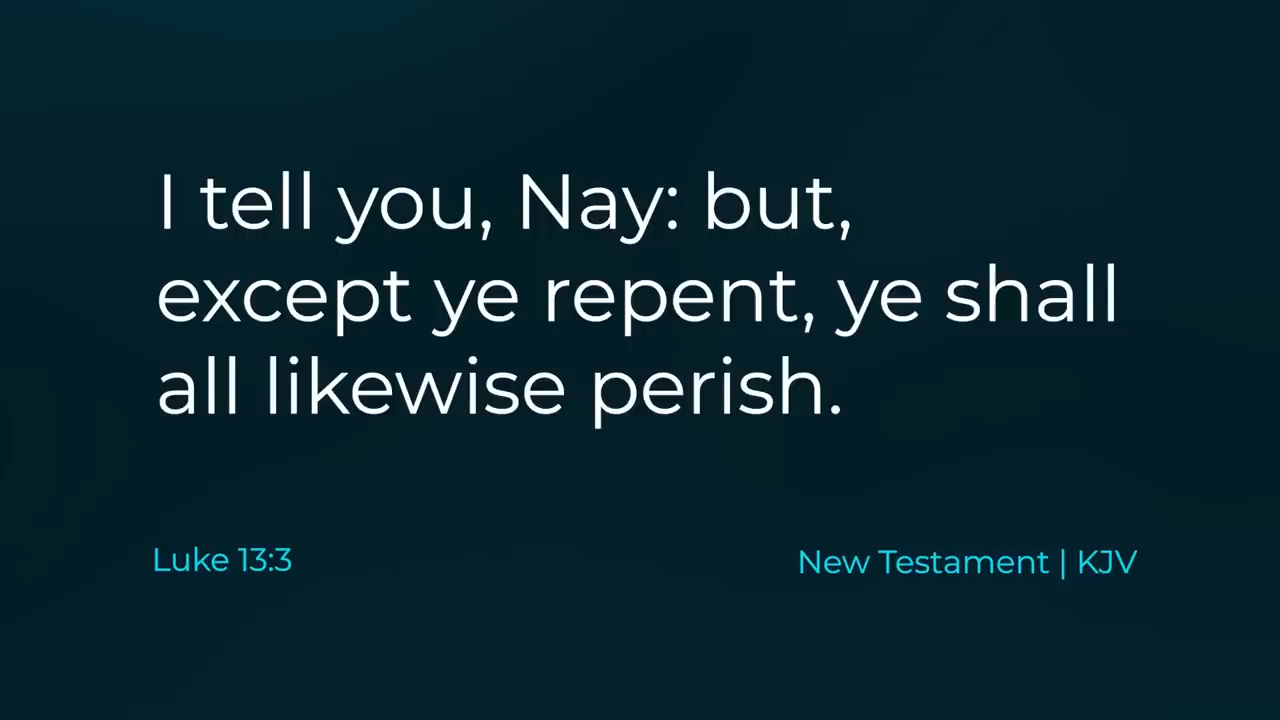 I tell you, Nay: but,
except ye repent, ye shall
all likewise perish.
Luke 13:3
New Testament | KJV